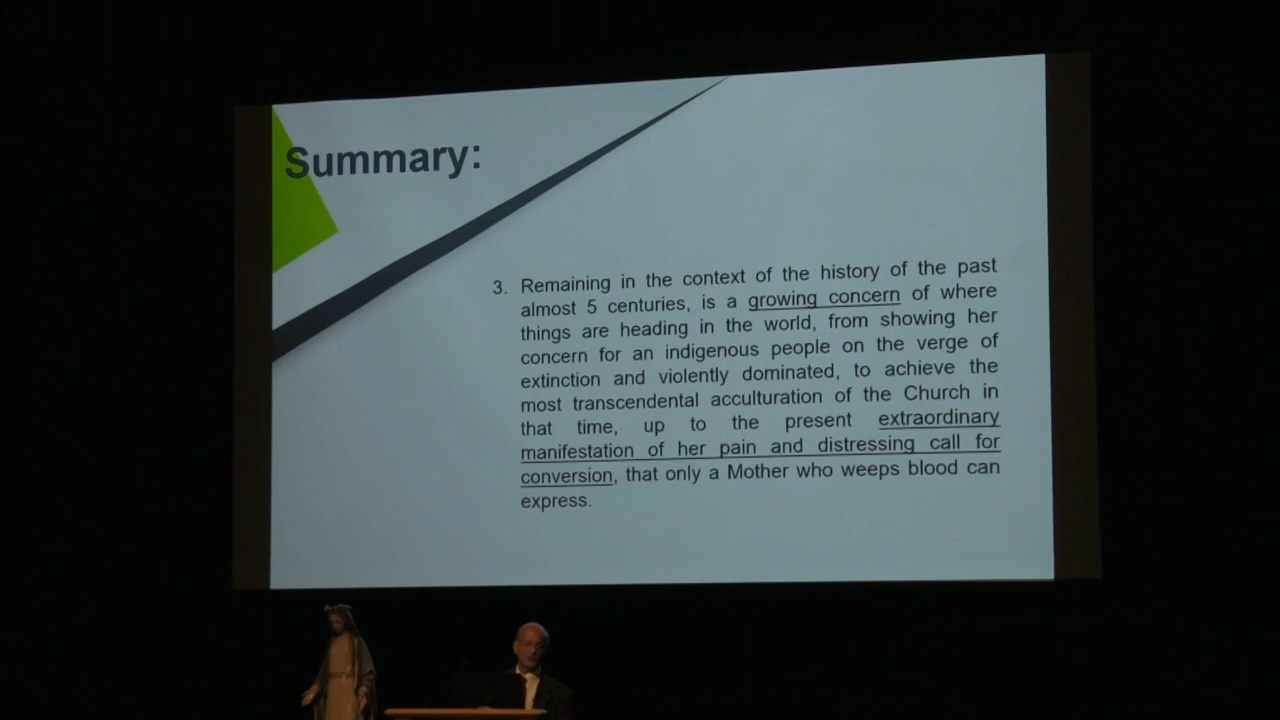 Summary:
3. Remaining in the context of the history of the past
almost 5 centuries, is a growing concern of where
things are heading in the world, from showing her
concern for an indigenous people on the verge of
extinction and violently dominated, to achieve the
most transcendental acculturation of the Church in
that time, up to the present extraordinary
manifestation of her pain and distressing call for
conversion, that only a Mother who weeps blood can
express.